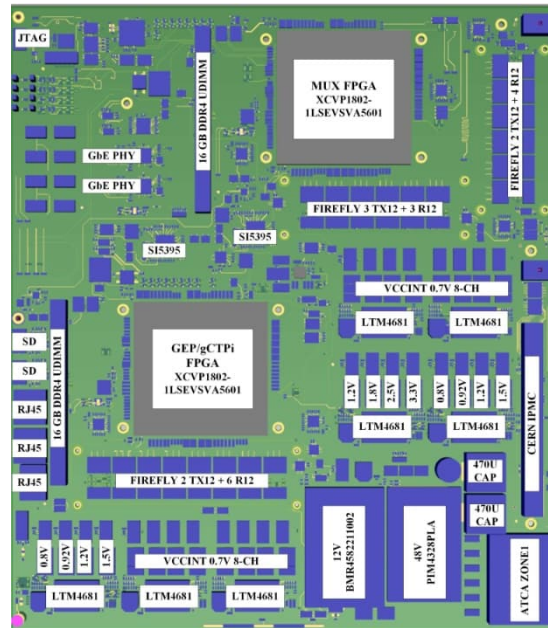 JTAG
16 GB DDR4 UDIMM
MUX FPGA
XCVP1802-
1LSEVSVA5601
FIREFLY 2 TX12 + 4 R12
GbE PHY
GbE PHY
FIREFLY 3 TX12 + 3 R12
SI5395
SI5395
VCCINT 0.7V 8-CH
LTM4681
LTM4681
GEP/gCTPi
FPGA
XCVP1802-
1LSEVSVA5601
SD
SD
16 GB DDR4 UDIMM
RJ45
RJ45
RJ45
1.2V
1.8V
2.5V
3.3V
0.8V
0.92V
1.2V
1.5V
LTM4681
LTM4681
CERN IPMC
FIREFLY 2 TX12 + 6 R12
470U
CAP
470U
CAP
12V
BMR4582211002
48V
PIM4328PLA
0.8V
0.92V
1.2V
1.5V
VCCINT 0.7V 8-CH
LTM4681
LTM4681
LTM4681
ATCA ZONE1